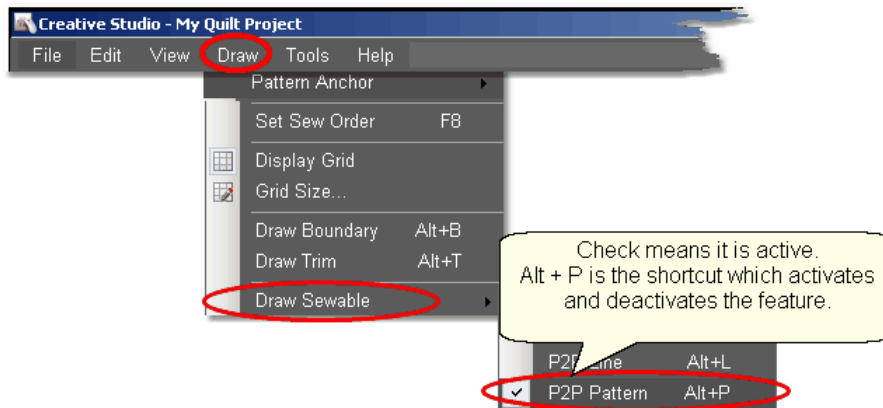 Creative Studio - My Quilt Project
File Edit View Draw Tools Help
Pattern Anchor
Set Sew Order F8
Display Grid
Grid Size...
Draw Boundary Alt+B
Draw Trim Alt+T
Draw Sewable
Check means it is active.
Alt + P is the shortcut which activates
and deactivates the feature.
P2P Line Alt+L
P2P Pattern Alt+P